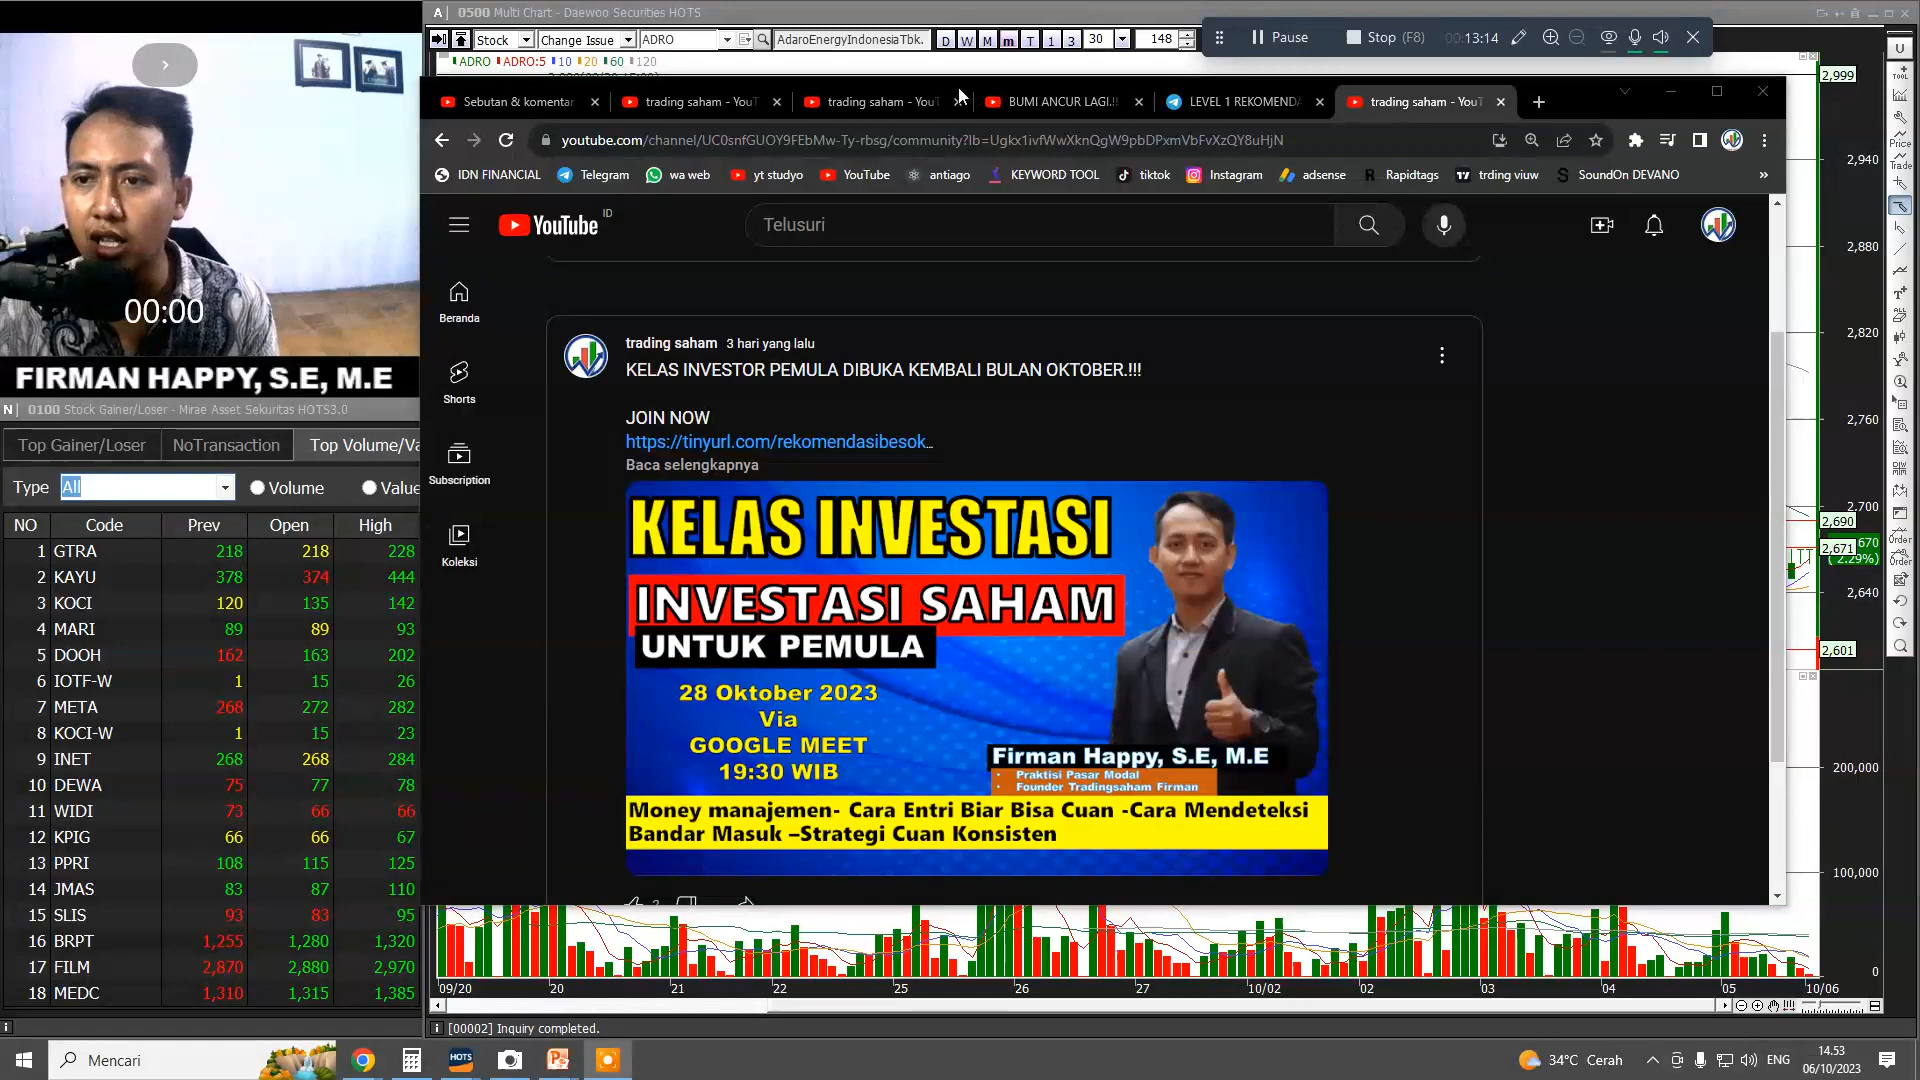 A 0500 Multi Chart - Daewoo Securities HOTS
Stock Change Issue ADRO AdaroEnergyIndonesiaTbk. D W M m T 1 3 30 148
ADRO ADRO:5 10 20 60 120
Pause Stop (F8) 00:13:14
Sebutan & komentar
trading saham - YouT
trading saham - YouT
BUMI ANCUR LAGI.!!
LEVEL 1 REKOMENDA
trading saham - YouT
youtube.com/channel/UC0snfGUOY9FEbMw-Ty-rbsg/community?lb=Ugkx1ivfWwXknQgW9pbDPxmVbFvXzQY8uHjN
IDN FINANCIAL Telegram wa web yt studyo YouTube antiago KEYWORD TOOL tiktok Instagram adsense Rapidtags trding viuw SoundOn DEVANO »
YouTube ID
Telusuri
Beranda
Shorts
Subscription
Koleksi
trading saham 3 hari yang lalu
KELAS INVESTOR PEMULA DIBUKA KEMBALI BULAN OKTOBER.!!!
JOIN NOW
https://tinyurl.com/rekomendasibesok...
Baca selengkapnya
KELAS INVESTASI
INVESTASI SAHAM
UNTUK PEMULA
28 Oktober 2023
Via
GOOGLE MEET
19:30 WIB
Firman Happy, S.E, M.E
• Praktisi Pasar Modal
• Founder Tradingsaham Firman
Money manajemen- Cara Entri Biar Bisa Cuan -Cara Mendeteksi
Bandar Masuk –Strategi Cuan Konsisten
2
00:00
FIRMAN HAPPY, S.E, M.E
N 0100 Stock Gainer/Loser - Mirae Asset Sekuritas HOTS3.0
Top Gainer/Loser NoTransaction Top Volume/Va
Type All Volume Value
NO Code Prev Open High
1 GTRA 218 218 228
2 KAYU 378 374 444
3 KOCI 120 135 142
4 MARI 89 89 93
5 DOOH 162 163 202
6 IOTF-W 1 15 26
7 META 268 272 282
8 KOCI-W 1 15 23
9 INET 268 268 284
10 DEWA 75 77 78
11 WIDI 73 66 66
12 KPIG 66 66 67
13 PPRI 108 115 125
14 JMAS 83 87 110
15 SLIS 93 83 95
16 BRPT 1,255 1,280 1,320
17 FILM 2,870 2,880 2,970
18 MEDC 1,310 1,315 1,385
2,999
2,940
2,880
2,820
2,760
2,700
2,690
2,671 670
2.29%)
2,640
2,601
200,000
100,000
0
U
TOOL
Price
Trade
ALL
Order
Order
09/20 20 21 22 25 26 27 10/02 02 03 04 05 10/06
[00002] Inquiry completed.
Mencari
HOTS
34°C Cerah
ENG
14.53
06/10/2023